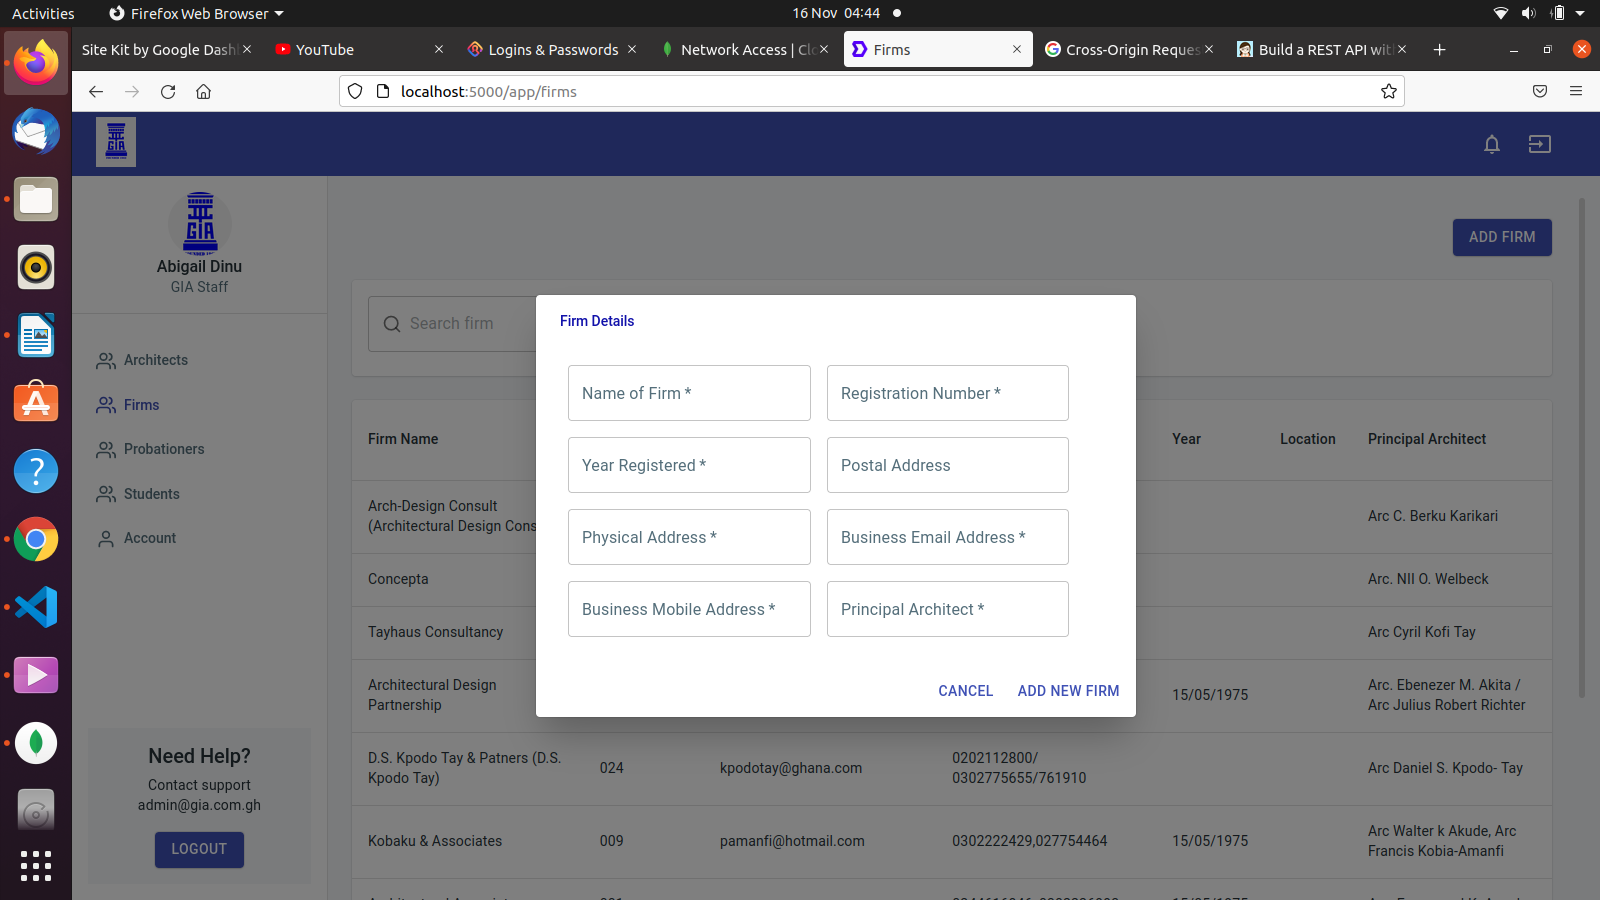 Activities
Firefox Web Browser
16 Nov 04:44
Site Kit by Google Dash
YouTube
Logins & Passwords
Network Access | Clo
Firms
Cross-Origin Reques
Build a REST API wit
localhost:5000/app/firms
GIA
GIA
Abigail Dinu
GIA Staff
Architects
Firms
Probationers
Students
Account
Need Help?
Contact support
admin@gia.com.gh
LOGOUT
ADD FIRM
Search firm
Firm Name
Year
Location
Principal Architect
Arch-Design Consult
(Architectural Design Cons
Arc C. Berku Karikari
Concepta
Arc. NII O. Welbeck
Tayhaus Consultancy
Arc Cyril Kofi Tay
Architectural Design
Partnership
15/05/1975
Arc. Ebenezer M. Akita /
Arc Julius Robert Richter
D.S. Kpodo Tay & Patners (D.S.
Kpodo Tay)
024
kpodotay@ghana.com
0202112800/
0302775655/761910
Arc Daniel S. Kpodo- Tay
Kobaku & Associates
009
pamanfi@hotmail.com
0302222429,027754464
15/05/1975
Arc Walter k Akude, Arc
Francis Kobia-Amanfi
Firm Details
Name of Firm *
Registration Number *
Year Registered *
Postal Address
Physical Address *
Business Email Address *
Business Mobile Address *
Principal Architect *
CANCEL
ADD NEW FIRM